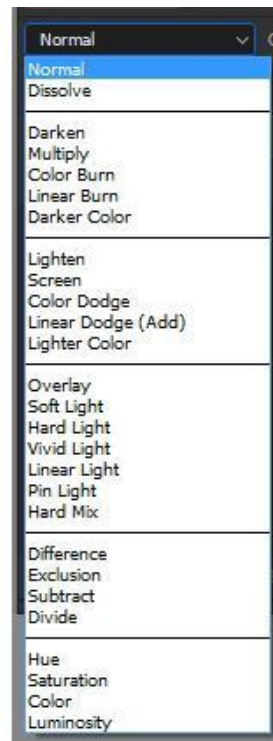 Normal
Normal
Dissolve
Darken
Multiply
Color Burn
Linear Burn
Darker Color
Lighten
Screen
Color Dodge
Linear Dodge (Add)
Lighter Color
Overlay
Soft Light
Hard Light
Vivid Light
Linear Light
Pin Light
Hard Mix
Difference
Exclusion
Subtract
Divide
Hue
Saturation
Color
Luminosity